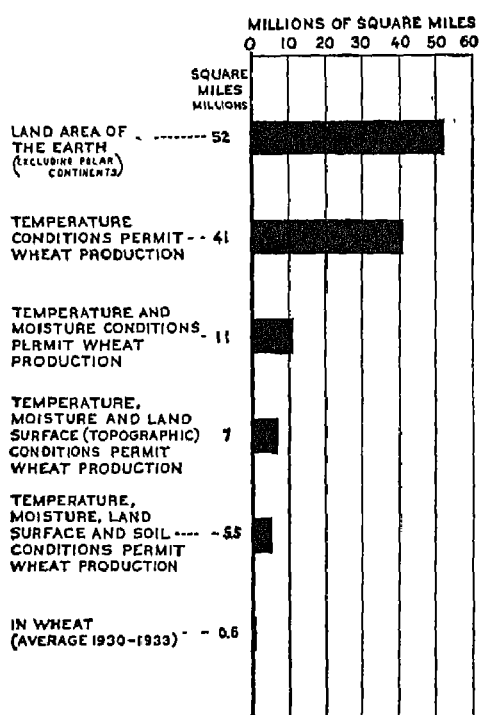 MILLIONS OF SQUARE MILES
0 10 20 30 40 50 60
SQUARE
MILES
MILLIONS
LAND AREA OF
THE EARTH
(EXCLUDING POLAR
CONTINENTS)
52
TEMPERATURE
CONDITIONS PERMIT
WHEAT PRODUCTION
41
TEMPERATURE AND
MOISTURE CONDITIONS
PERMIT WHEAT
PRODUCTION
11
TEMPERATURE,
MOISTURE AND LAND
SURFACE (TOPOGRAPHIC)
CONDITIONS PERMIT
WHEAT PRODUCTION
7
TEMPERATURE,
MOISTURE, LAND
SURFACE AND SOIL
CONDITIONS PERMIT
WHEAT PRODUCTION
5.5
IN WHEAT
(AVERAGE 1930-1933)
0.6